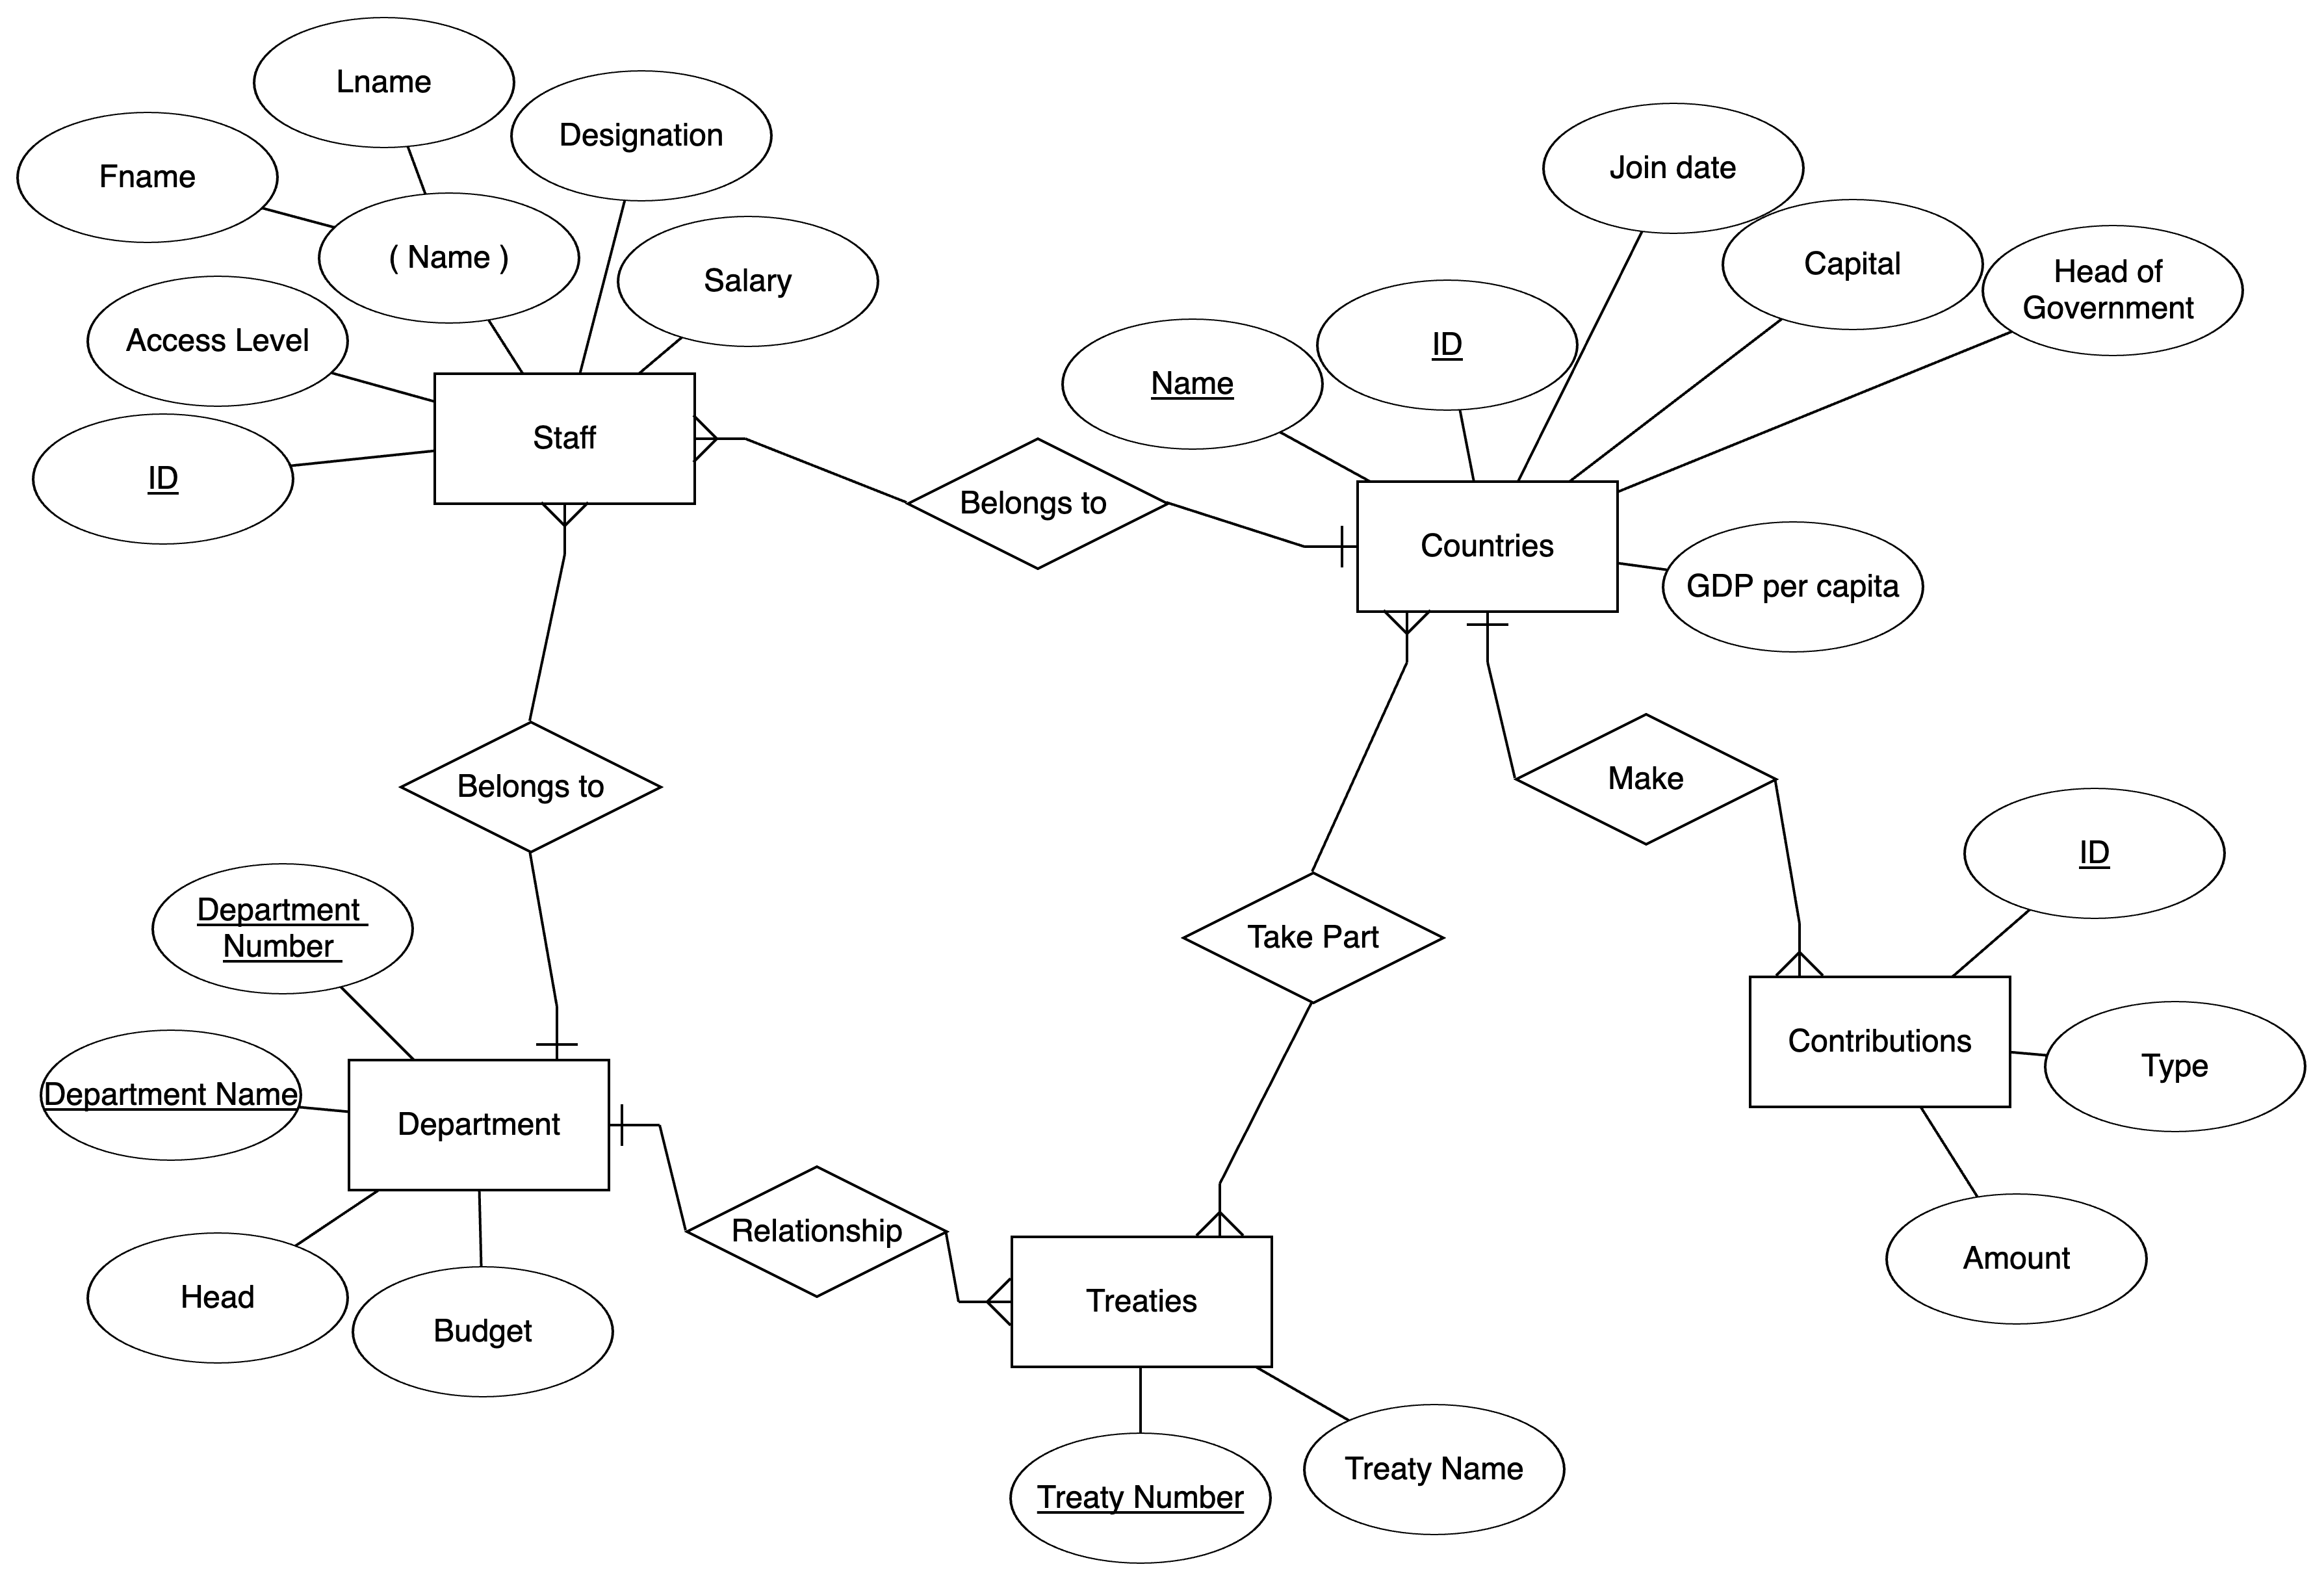 Lname
Designation
Fname
( Name )
Salary
Access Level
Staff
ID
Join date
Capital
Head of
Government
ID
Name
Belongs to
Countries
GDP per capita
Belongs to
Make
Take Part
ID
Department
Number
Department Name
Department
Head
Budget
Relationship
Treaties
Contributions
Type
Amount
Treaty Number
Treaty Name